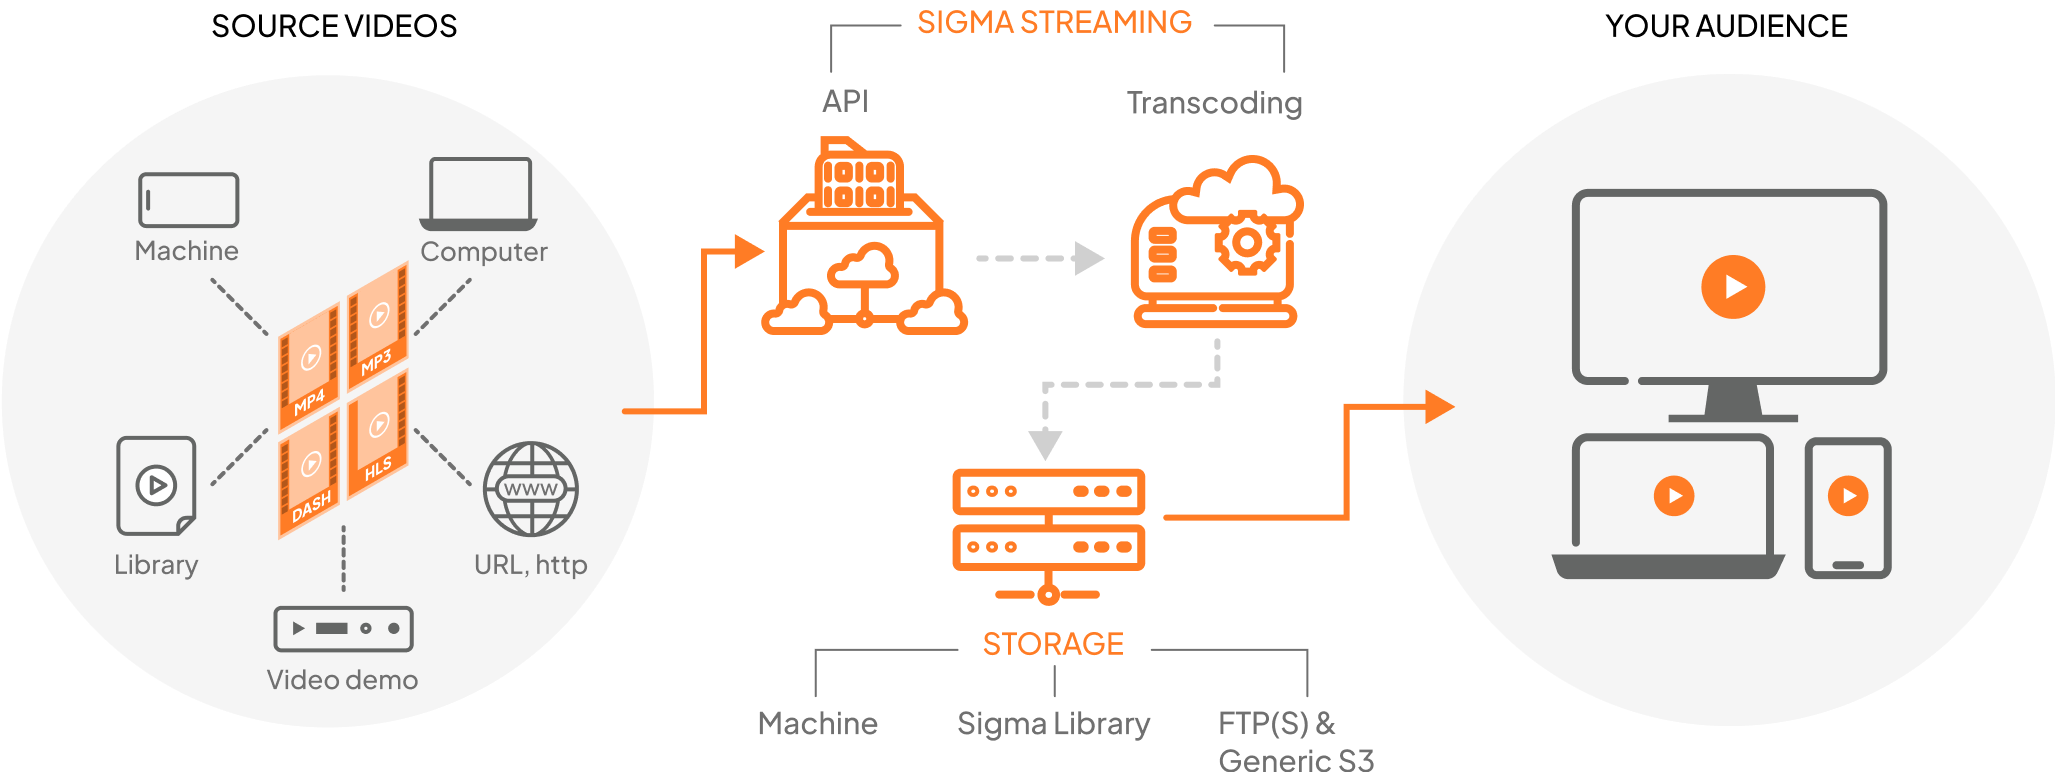 SOURCE VIDEOS
SIGMA STREAMING
YOUR AUDIENCE
API
Transcoding
Machine
Computer
MP4
MP3
DASH
HLS
WWW
Library
URL, http
Video demo
STORAGE
Machine
Sigma Library
FTP(S) &
Generic S3